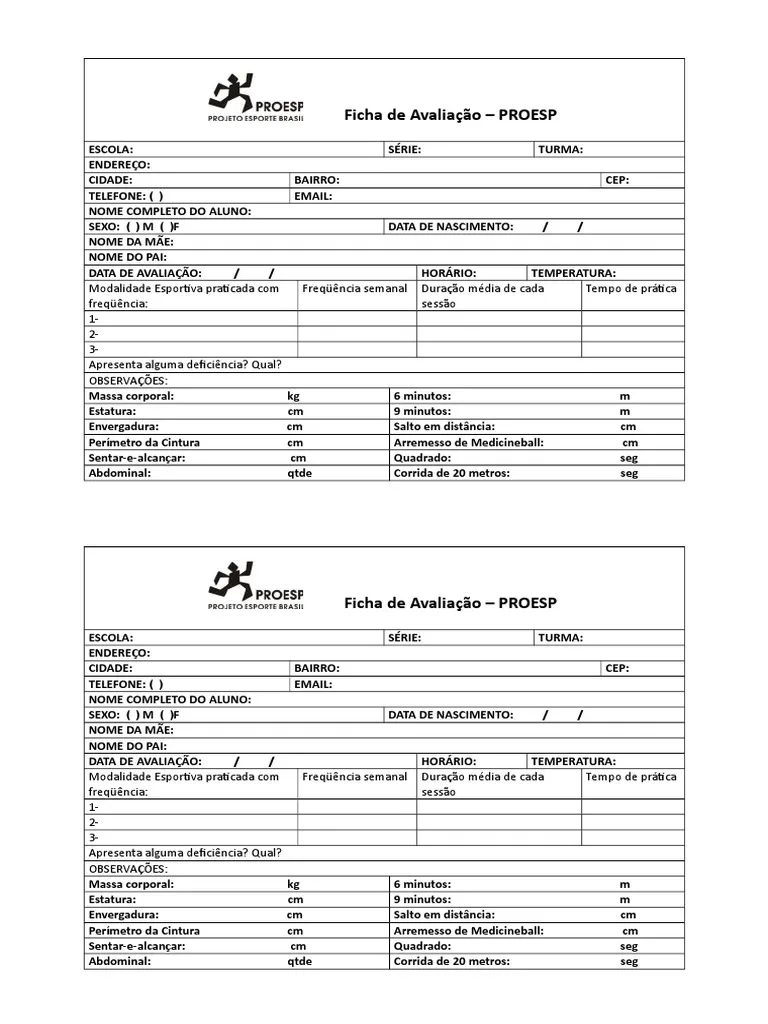 PROESP
PROJETO ESPORTE BRASIL
Ficha de Avaliação – PROESP
ESCOLA: SÉRIE: TURMA:
ENDEREÇO:
CIDADE: BAIRRO: CEP:
TELEFONE: ( ) EMAIL:
NOME COMPLETO DO ALUNO:
SEXO: ( ) M ( )F DATA DE NASCIMENTO: / /
NOME DA MÃE:
NOME DO PAI:
DATA DE AVALIAÇÃO: / / HORÁRIO: TEMPERATURA:
Modalidade Esportiva praticada com Freqüência semanal Duração média de cada Tempo de prática
freqüência: sessão
1-
2-
3-
Apresenta alguma deficiência? Qual?
OBSERVAÇÕES:
Massa corporal: kg 6 minutos: m
Estatura: cm 9 minutos: m
Envergadura: cm Salto em distância: cm
Perímetro da Cintura cm Arremesso de Medicineball: cm
Sentar-e-alcançar: cm Quadrado: seg
Abdominal: qtde Corrida de 20 metros: seg
PROESP
PROJETO ESPORTE BRASIL
Ficha de Avaliação – PROESP
ESCOLA: SÉRIE: TURMA:
ENDEREÇO:
CIDADE: BAIRRO: CEP:
TELEFONE: ( ) EMAIL:
NOME COMPLETO DO ALUNO:
SEXO: ( ) M ( )F DATA DE NASCIMENTO: / /
NOME DA MÃE:
NOME DO PAI:
DATA DE AVALIAÇÃO: / / HORÁRIO: TEMPERATURA:
Modalidade Esportiva praticada com Freqüência semanal Duração média de cada Tempo de prática
freqüência: sessão
1-
2-
3-
Apresenta alguma deficiência? Qual?
OBSERVAÇÕES:
Massa corporal: kg 6 minutos: m
Estatura: cm 9 minutos: m
Envergadura: cm Salto em distância: cm
Perímetro da Cintura cm Arremesso de Medicineball: cm
Sentar-e-alcançar: cm Quadrado: seg
Abdominal: qtde Corrida de 20 metros: seg